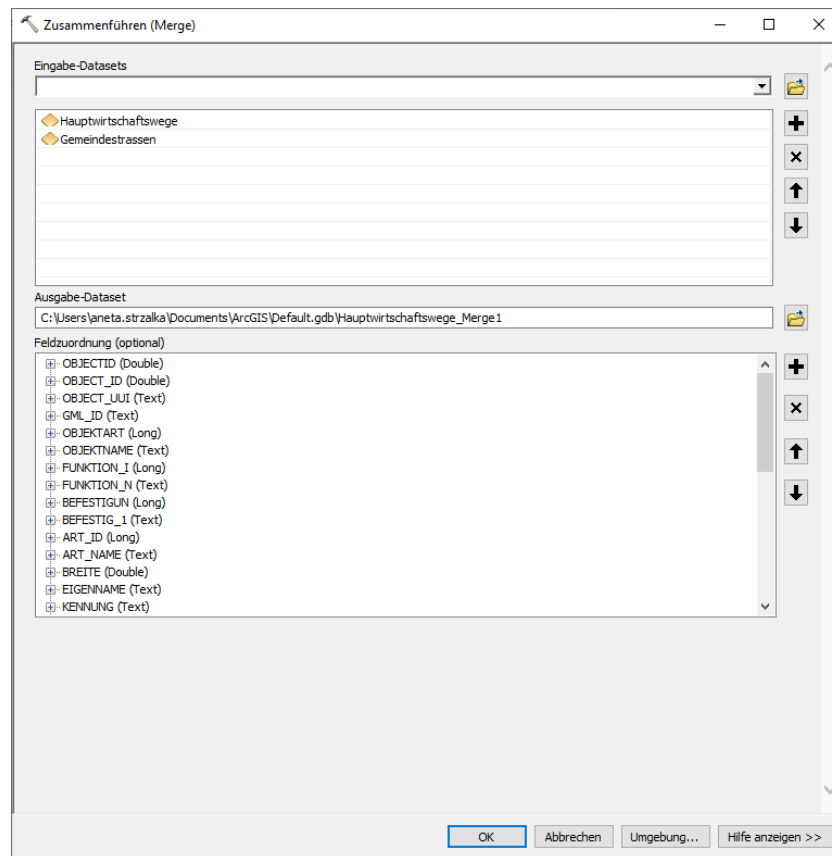 Zusammenführen (Merge)
Eingabe-Datasets
Hauptwirtschaftswege
Gemeindestrassen
Ausgabe-Dataset
C:\Users\aneta.strzalka\Documents\ArcGIS\Default.gdb\Hauptwirtschaftswege_Merge1
Feldzuordnung (optional)
OBJECTID (Double)
OBJECT_ID (Double)
OBJECT_UUI (Text)
GML_ID (Text)
OBJEKTART (Long)
OBJEKTNAME (Text)
FUNKTION_I (Long)
FUNKTION_N (Text)
BEFESTIGUN (Long)
BEFESTIG_1 (Text)
ART_ID (Long)
ART_NAME (Text)
BREITE (Double)
EIGENNAME (Text)
KENNUNG (Text)
OK Abbrechen Umgebung... Hilfe anzeigen >>